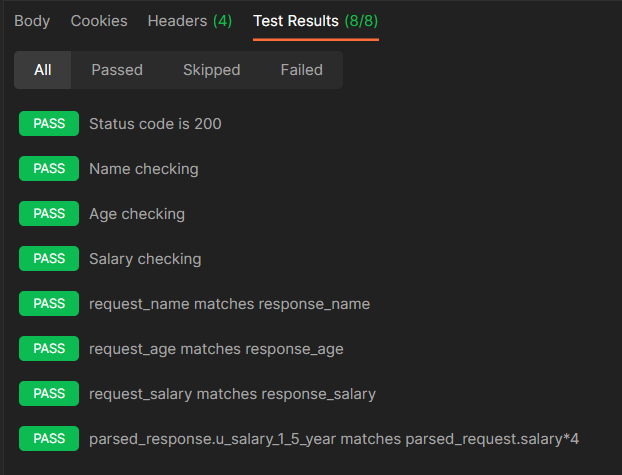 Body Cookies Headers (4) Test Results (8/8)
All Passed Skipped Failed
PASS Status code is 200
PASS Name checking
PASS Age checking
PASS Salary checking
PASS request_name matches response_name
PASS request_age matches response_age
PASS request_salary matches response_salary
PASS parsed_response.u_salary_1_5_year matches parsed_request.salary*4